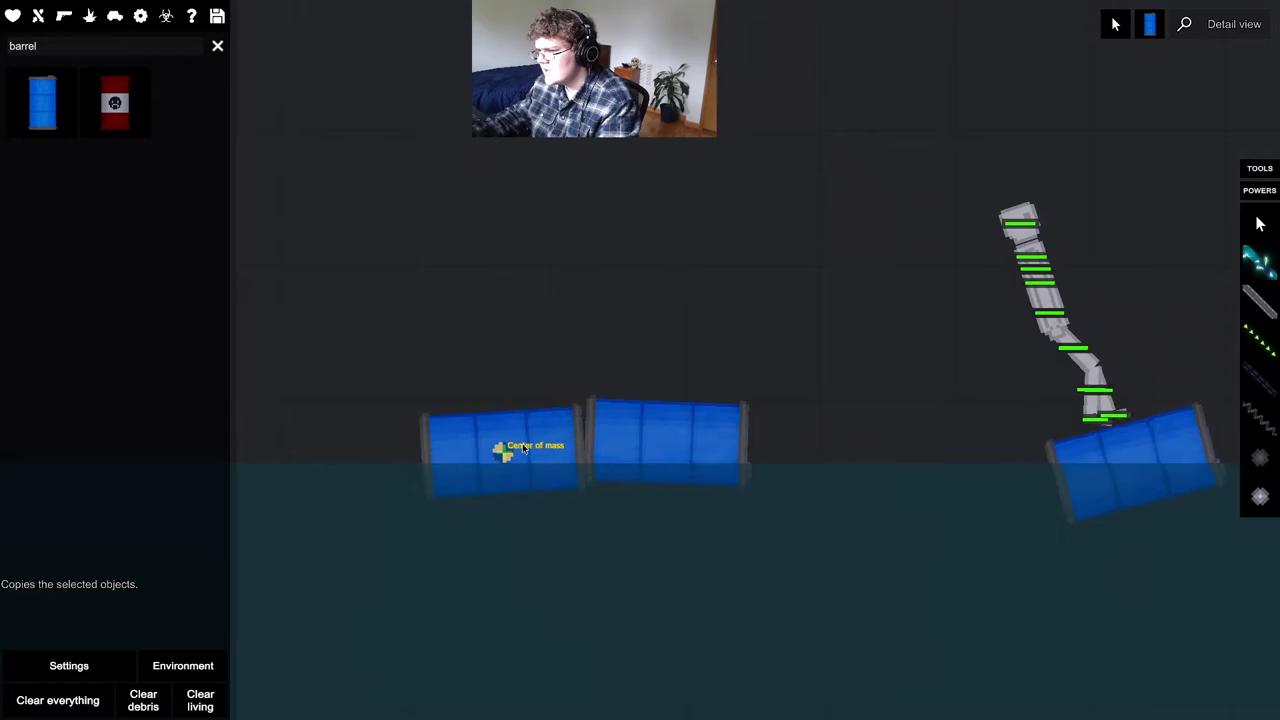 barrel
Detail view
TOOLS
POWERS
Center of mass
Copies the selected objects.
Settings
Environment
Clear everything
Clear
debris
Clear
living